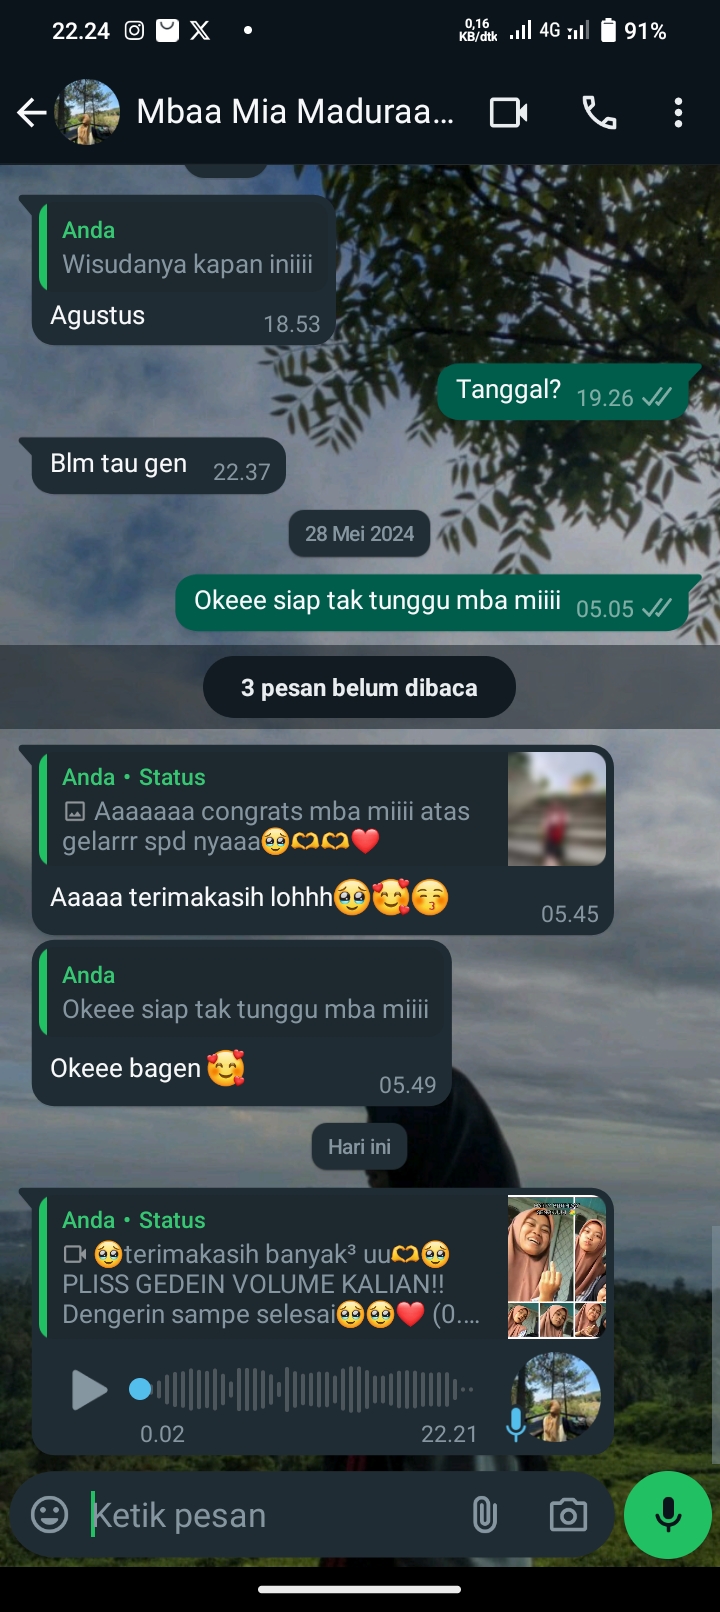 22.24
0,16
KB/dtk
4G
91%
Mbaa Mia Maduraa...
Anda
Wisudanya kapan iniiii
Agustus
18.53
Tanggal?
19.26
Blm tau gen
22.37
28 Mei 2024
Okeee siap tak tunggu mba miiii
05.05
3 pesan belum dibaca
Anda • Status
Aaaaaaa congrats mba miiii atas
gelarrr spd nyaaa🥹🫶🫶❤️
Aaaaa terimakasih lohhh🥹🥰😚
05.45
Anda
Okeee siap tak tunggu mba miiii
Okeee bagen 🥰
05.49
Hari ini
Anda • Status
🥹terimakasih banyak³ uu🫶🥹
PLISS GEDEIN VOLUME KALIAN!!
Dengerin sampe selesai🥹🥹❤️ (0....
0.02
22.21
Ketik pesan